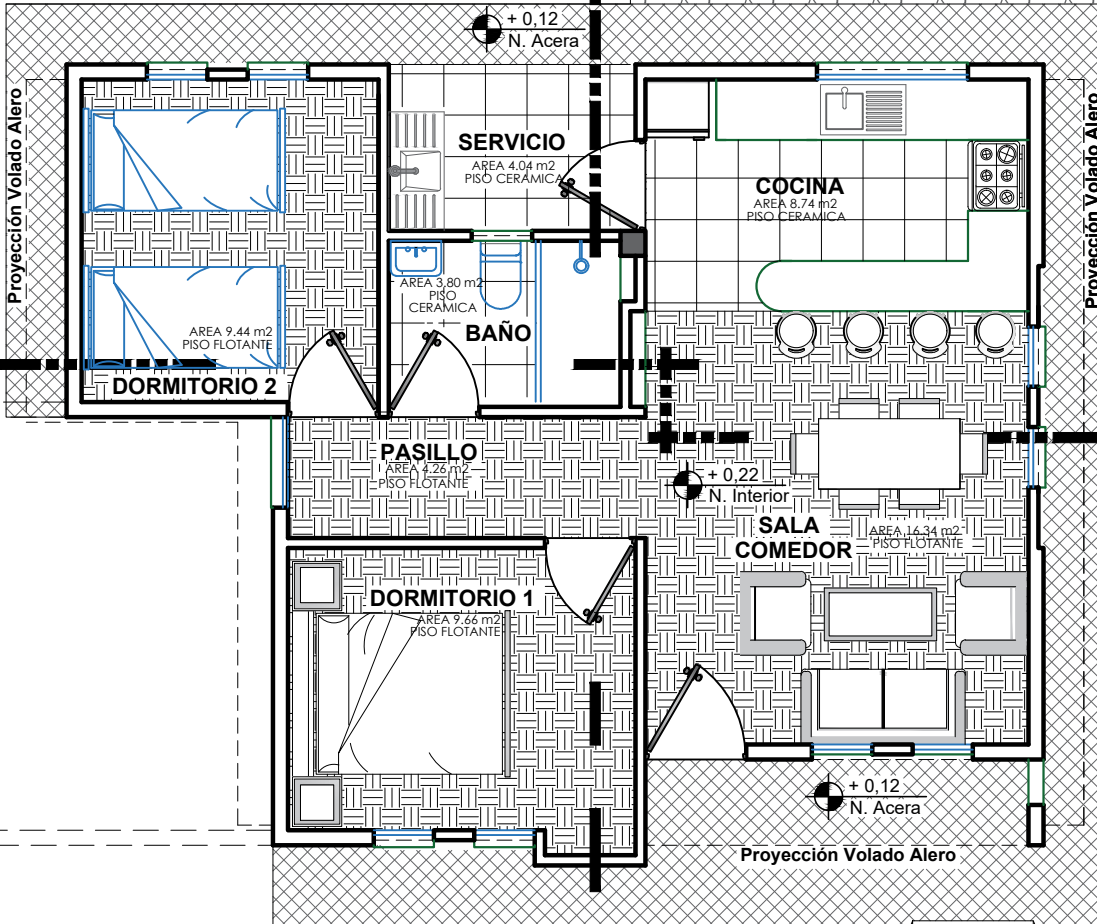 + 0,12
N. Acera
Proyección Volado Alero
SERVICIO
AREA 4.04 m2
PISO CERAMICA
COCINA
AREA 8.74 m2
PISO CERAMICA
Proyección Volado Alero
AREA 3,80 m2
PISO
CERAMICA
BAÑO
AREA 9.44 m2
PISO FLOTANTE
DORMITORIO 2
PASILLO
AREA 4.26 m2
PISO FLOTANTE
+ 0,22
N. Interior
SALA
COMEDOR
AREA 16.34 m2
PISO FLOTANTE
DORMITORIO 1
AREA 9.66 m2
PISO FLOTANTE
+ 0,12
N. Acera
Proyección Volado Alero